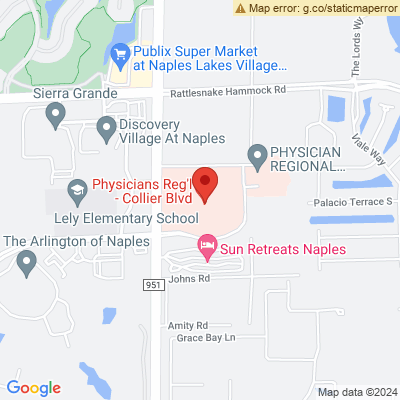 Map error: g.co/staticmaperror
Publix Super Market
at Naples Lakes Village...
The Lords Wy
Sierra Grande
Rattlesnake Hammock Rd
Discovery
Village At Naples
Viale Way
PHYSICIAN
REGIONAL...
Physicians Reg'l
- Collier Blvd
Lely Elementary School
Palacio Terrace S
The Arlington of Naples
Sun Retreats Naples
Johns Rd
951
Amity Rd
Grace Bay Ln
Google
Map data ©2024